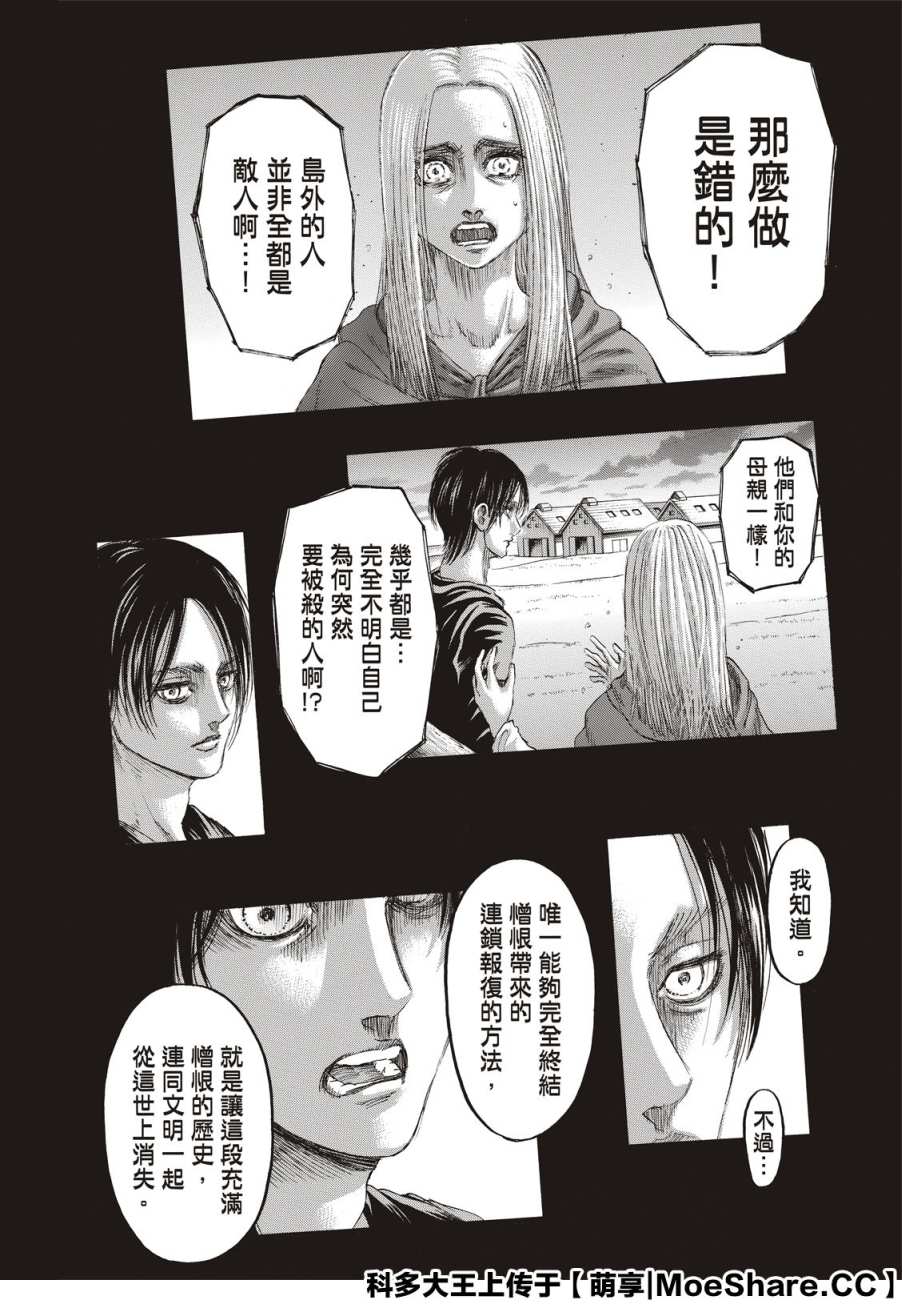 那麼做
是錯的！
島外的人
並非全都是
敵人啊…！
他們和你的
母親一樣！
幾乎都是…
完全不明白自己
為何突然
要被殺的人啊!?
我知道。
不過…
唯一能夠完全終結
憎恨帶來的
連鎖報復的方法，
就是讓這段充滿
憎恨的歷史，
連同文明一起
從這世上消失。
科多大王上传于【萌享|MoeShare.CC】